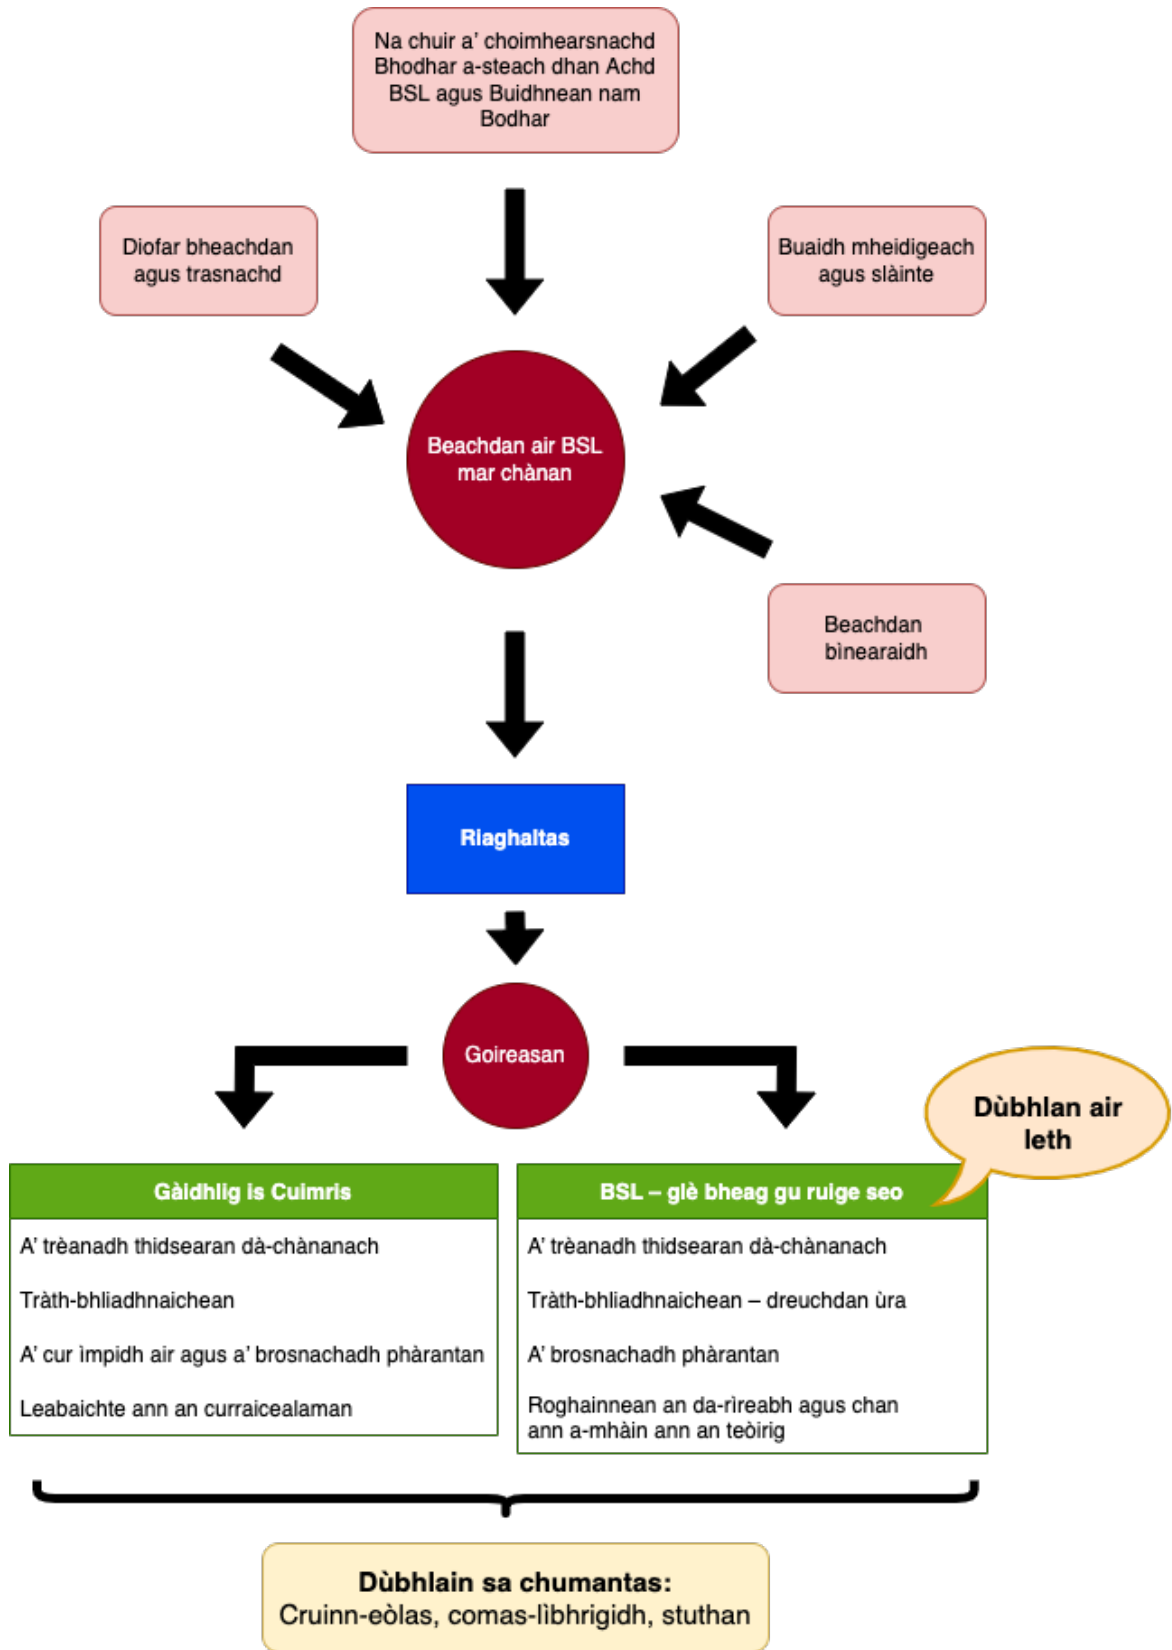 Na chuir a' choimhearsnachd
Bhodhar a-steach dhan Achd
BSL agus Buidhnean nam
Bodhar
Diofar bheachdan
agus trasnachd
Buaidh mheidigeach
agus slàinte
Beachdan air BSL
mar chànan
Beachdan
bìnearaidh
Riaghaltas
Goireasan
Dùbhlan air
leth
Gàidhlig is Cuimris
A' trèanadh thidsearan dà-chànanach
Tràth-bhliadhnaichean
A' cur ìmpidh air agus a' brosnachadh phàrantan
Leabaichte ann an curraicealaman
BSL – glè bheag gu ruige seo
A' trèanadh thidsearan dà-chànanach
Tràth-bhliadhnaichean – dreuchdan ùra
A' brosnachadh phàrantan
Roghainnean an da-rìreabh agus chan
ann a-mhàin ann an teòirig
Dùbhlain sa chumantas:
Cruinn-eòlas, comas-lìbhrigidh, stuthan